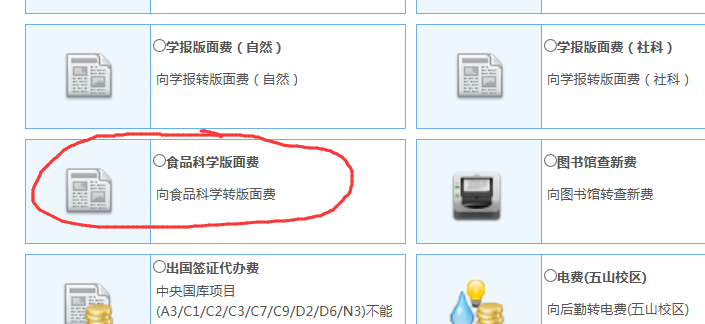 学报版面费（自然）
向学报转版面费（自然）
学报版面费（社科）
向学报转版面费（社科）
食品科学版面费
向食品科学转版面费
图书馆查新费
向图书馆转查新费
出国签证代办费
中央国库项目
(A3/C1/C2/C3/C7/C9/D2/D6/N3)不能
电费(五山校区)
向后勤转电费(五山校区)